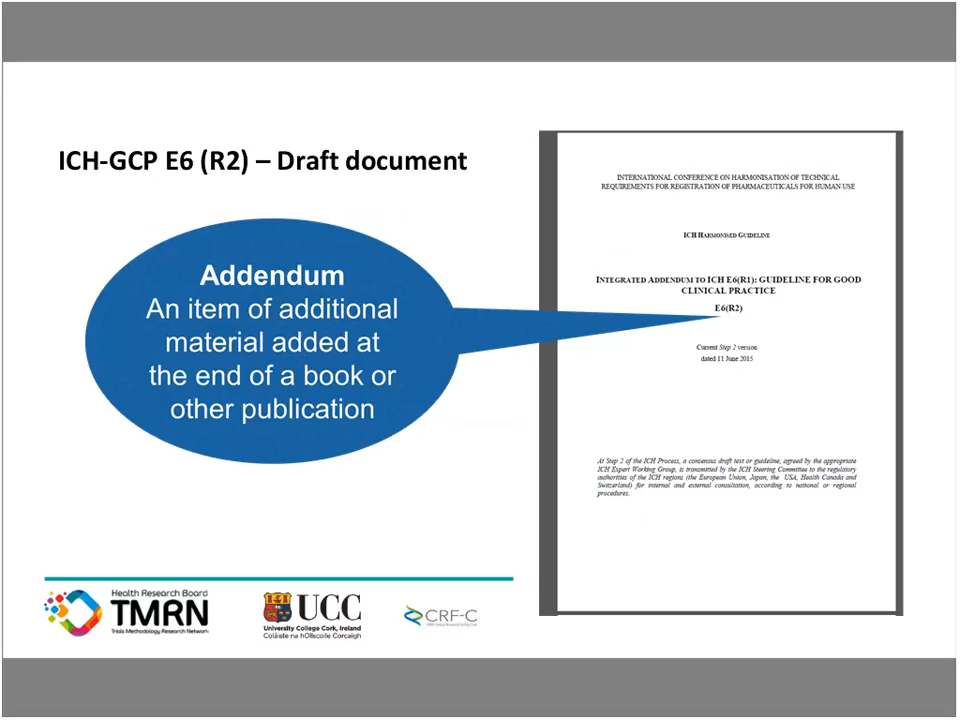 ICH-GCP E6 (R2) – Draft document
Addendum
An item of additional
material added at
the end of a book or
other publication
INTERNATIONAL CONFERENCE ON HARMONISATION OF TECHNICAL
REQUIREMENTS FOR REGISTRATION OF PHARMACEUTICALS FOR HUMAN USE
ICH HARMONISED GUIDELINE
INTEGRATED ADDENDUM TO ICH E6(R1): GUIDELINE FOR GOOD
CLINICAL PRACTICE
E6(R2)
Current Step 2 version
dated 11 June 2015
At Step 2 of the ICH Process, a consensus draft text or guideline, agreed by the appropriate
ICH Expert Working Group, is transmitted by the ICH Steering Committee to the regulatory
authorities of the ICH regions (the European Union, Japan, the USA, Health Canada and
Switzerland) for internal and external consultation, according to national or regional
procedures.
Health Research Board
TMRN
Trials Methodology Research Network
UCC
University College Cork, Ireland
Coláiste na hOllscoile Corcaigh
CRF-C